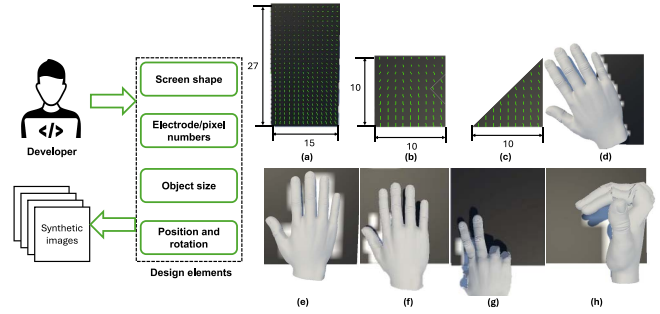 </>
Developer
Synthetic
images
Screen shape
Electrode/pixel
numbers
Object size
Position and
rotation
Design elements
27
15
(a)
10
10
(b)
10
(c)
(d)
(e)
(f)
(g)
(h)